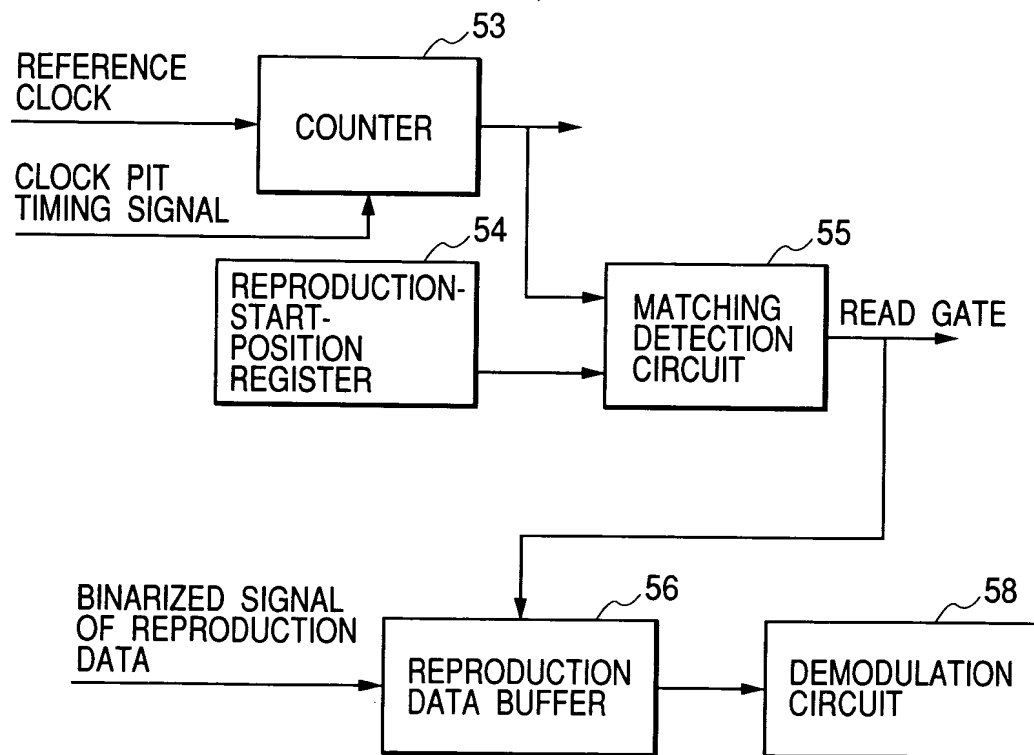 53
REFERENCE
CLOCK
COUNTER
CLOCK PIT
TIMING SIGNAL
54
REPRODUCTION-
START-
POSITION
REGISTER
55
MATCHING
DETECTION
CIRCUIT
READ GATE
BINARIZED SIGNAL
OF REPRODUCTION
DATA
56
REPRODUCTION
DATA BUFFER
58
DEMODULATION
CIRCUIT